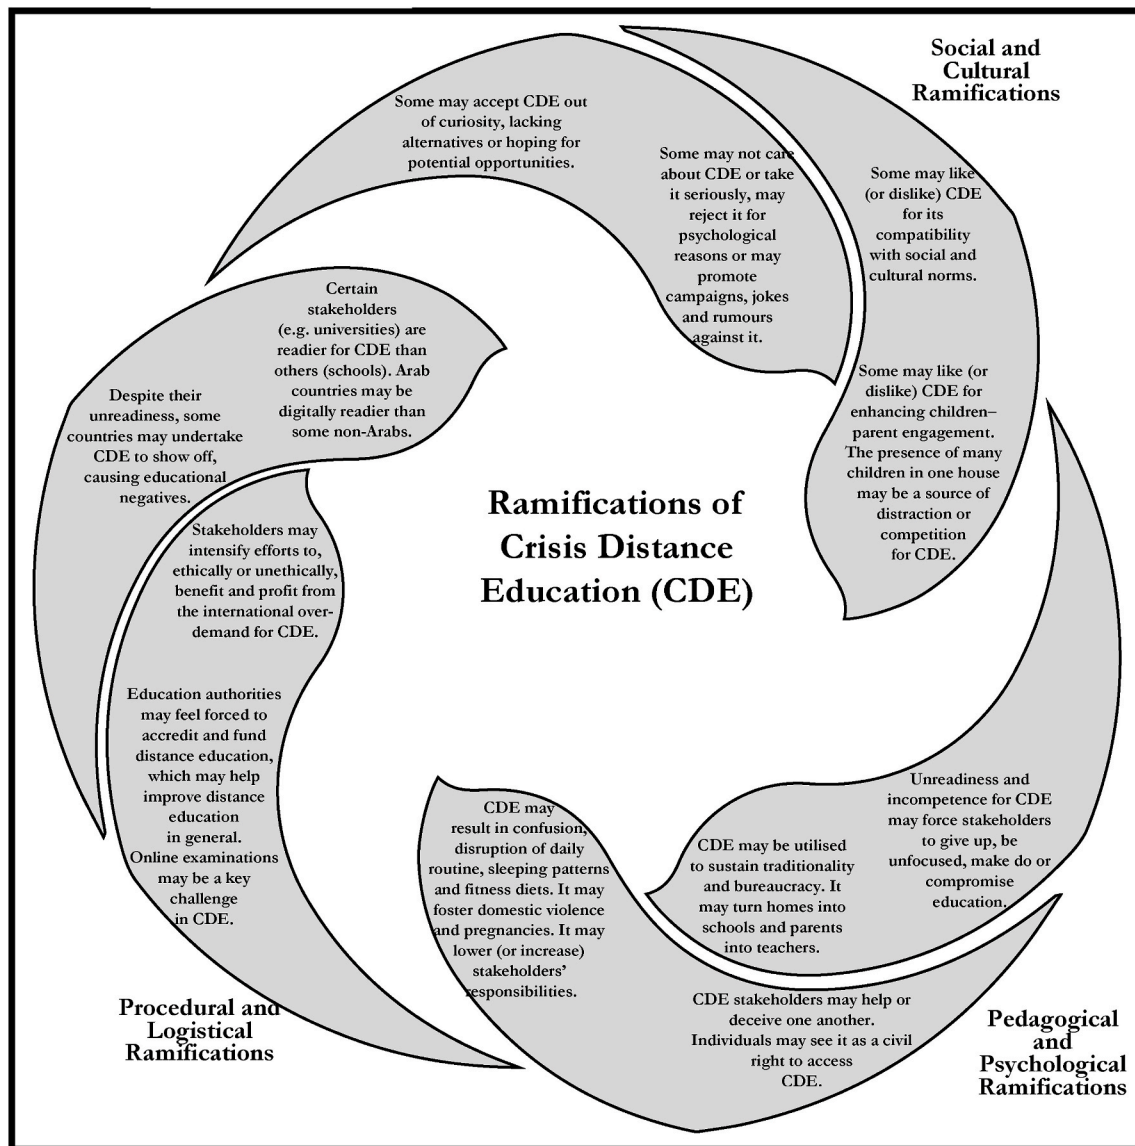 Ramifications of
Crisis Distance
Education (CDE)
Social and
Cultural
Ramifications
Some may accept CDE out
of curiosity, lacking
alternatives or hoping for
potential opportunities.
Some may not care
about CDE or take
it seriously, may
reject it for
psychological
reasons or may
promote
campaigns, jokes
and rumours
against it.
Some may like
(or dislike) CDE
for its
compatibility
with social and
cultural norms.
Some may like (or
dislike) CDE for
enhancing children–
parent engagement.
The presence of many
children in one house
may be a source of
distraction or
competition
for CDE.
Pedagogical
and
Psychological
Ramifications
Unreadiness and
incompetence for CDE
may force stakeholders
to give up, be
unfocused, make do or
compromise
education.
CDE may be utilised
to sustain traditionality
and bureaucracy. It
may turn homes into
schools and parents
into teachers.
CDE may
result in confusion,
disruption of daily
routine, sleeping patterns
and fitness diets. It may
foster domestic violence
and pregnancies. It may
lower (or increase)
stakeholders’
responsibilities.
CDE stakeholders may help or
deceive one another.
Individuals may see it as a civil
right to access
CDE.
Procedural and
Logistical
Ramifications
Certain
stakeholders
(e.g. universities) are
readier for CDE than
others (schools). Arab
countries may be
digitally readier than
some non-Arabs.
Despite their
unreadiness, some
countries may undertake
CDE to show off,
causing educational
negatives.
Stakeholders may
intensify efforts to,
ethically or unethically,
benefit and profit from
the international over-
demand for CDE.
Education authorities
may feel forced to
accredit and fund
distance education,
which may help
improve distance
education
in general.
Online examinations
may be a key
challenge
in CDE.